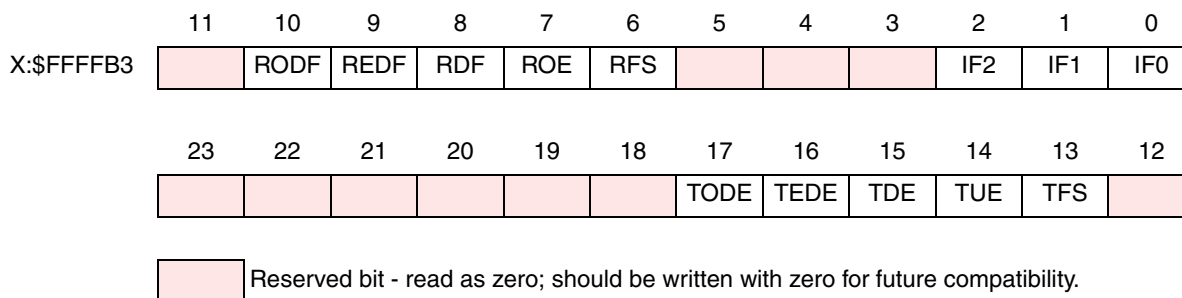 11 10 9 8 7 6 5 4 3 2 1 0
X:$FFFFB3 RODF REDF RDF ROE RFS IF2 IF1 IF0
23 22 21 20 19 18 17 16 15 14 13 12
TODE TEDE TDE TUE TFS
Reserved bit - read as zero; should be written with zero for future compatibility.